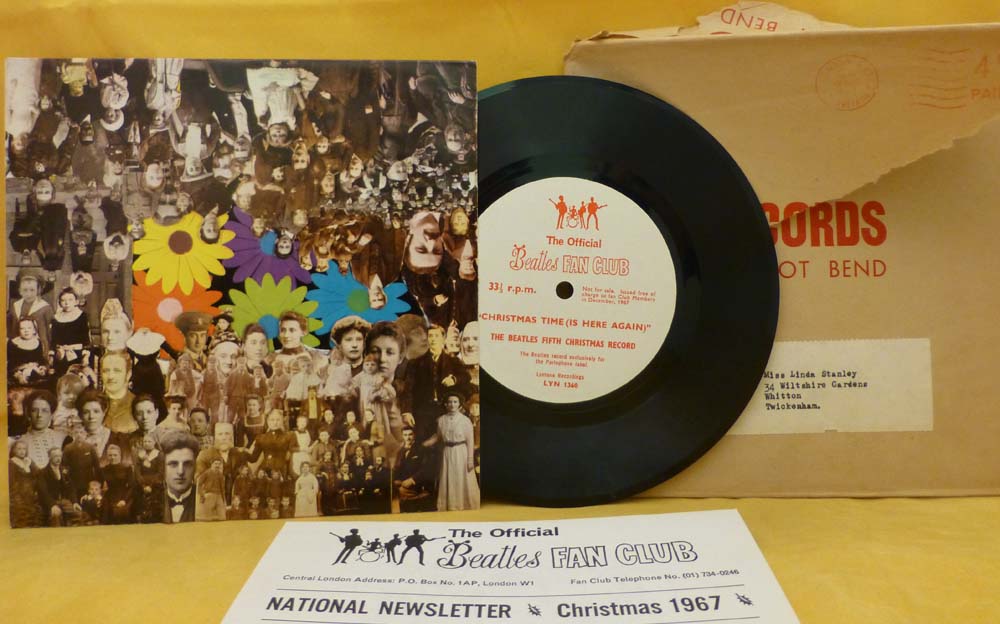 BEND
PAI
CORDS
OT BEND
Miss Linda Stanley
34 Wiltshire Gardens
Whitton
Twickenham.
The Official
Beatles FAN CLUB
33⅓ r.p.m.
Not for sale. Issued free of
charge to Fan Club Members
in December, 1967
"CHRISTMAS TIME (IS HERE AGAIN)"
THE BEATLES FIFTH CHRISTMAS RECORD
The Beatles record exclusively for
the Parlophone label.
Lyntone Recordings
LYN 1360
The Official
Beatles FAN CLUB
Central London Address: P.O. Box No. 1AP, London W1
Fan Club Telephone No. (01) 734-0246
NATIONAL NEWSLETTER Christmas 1967